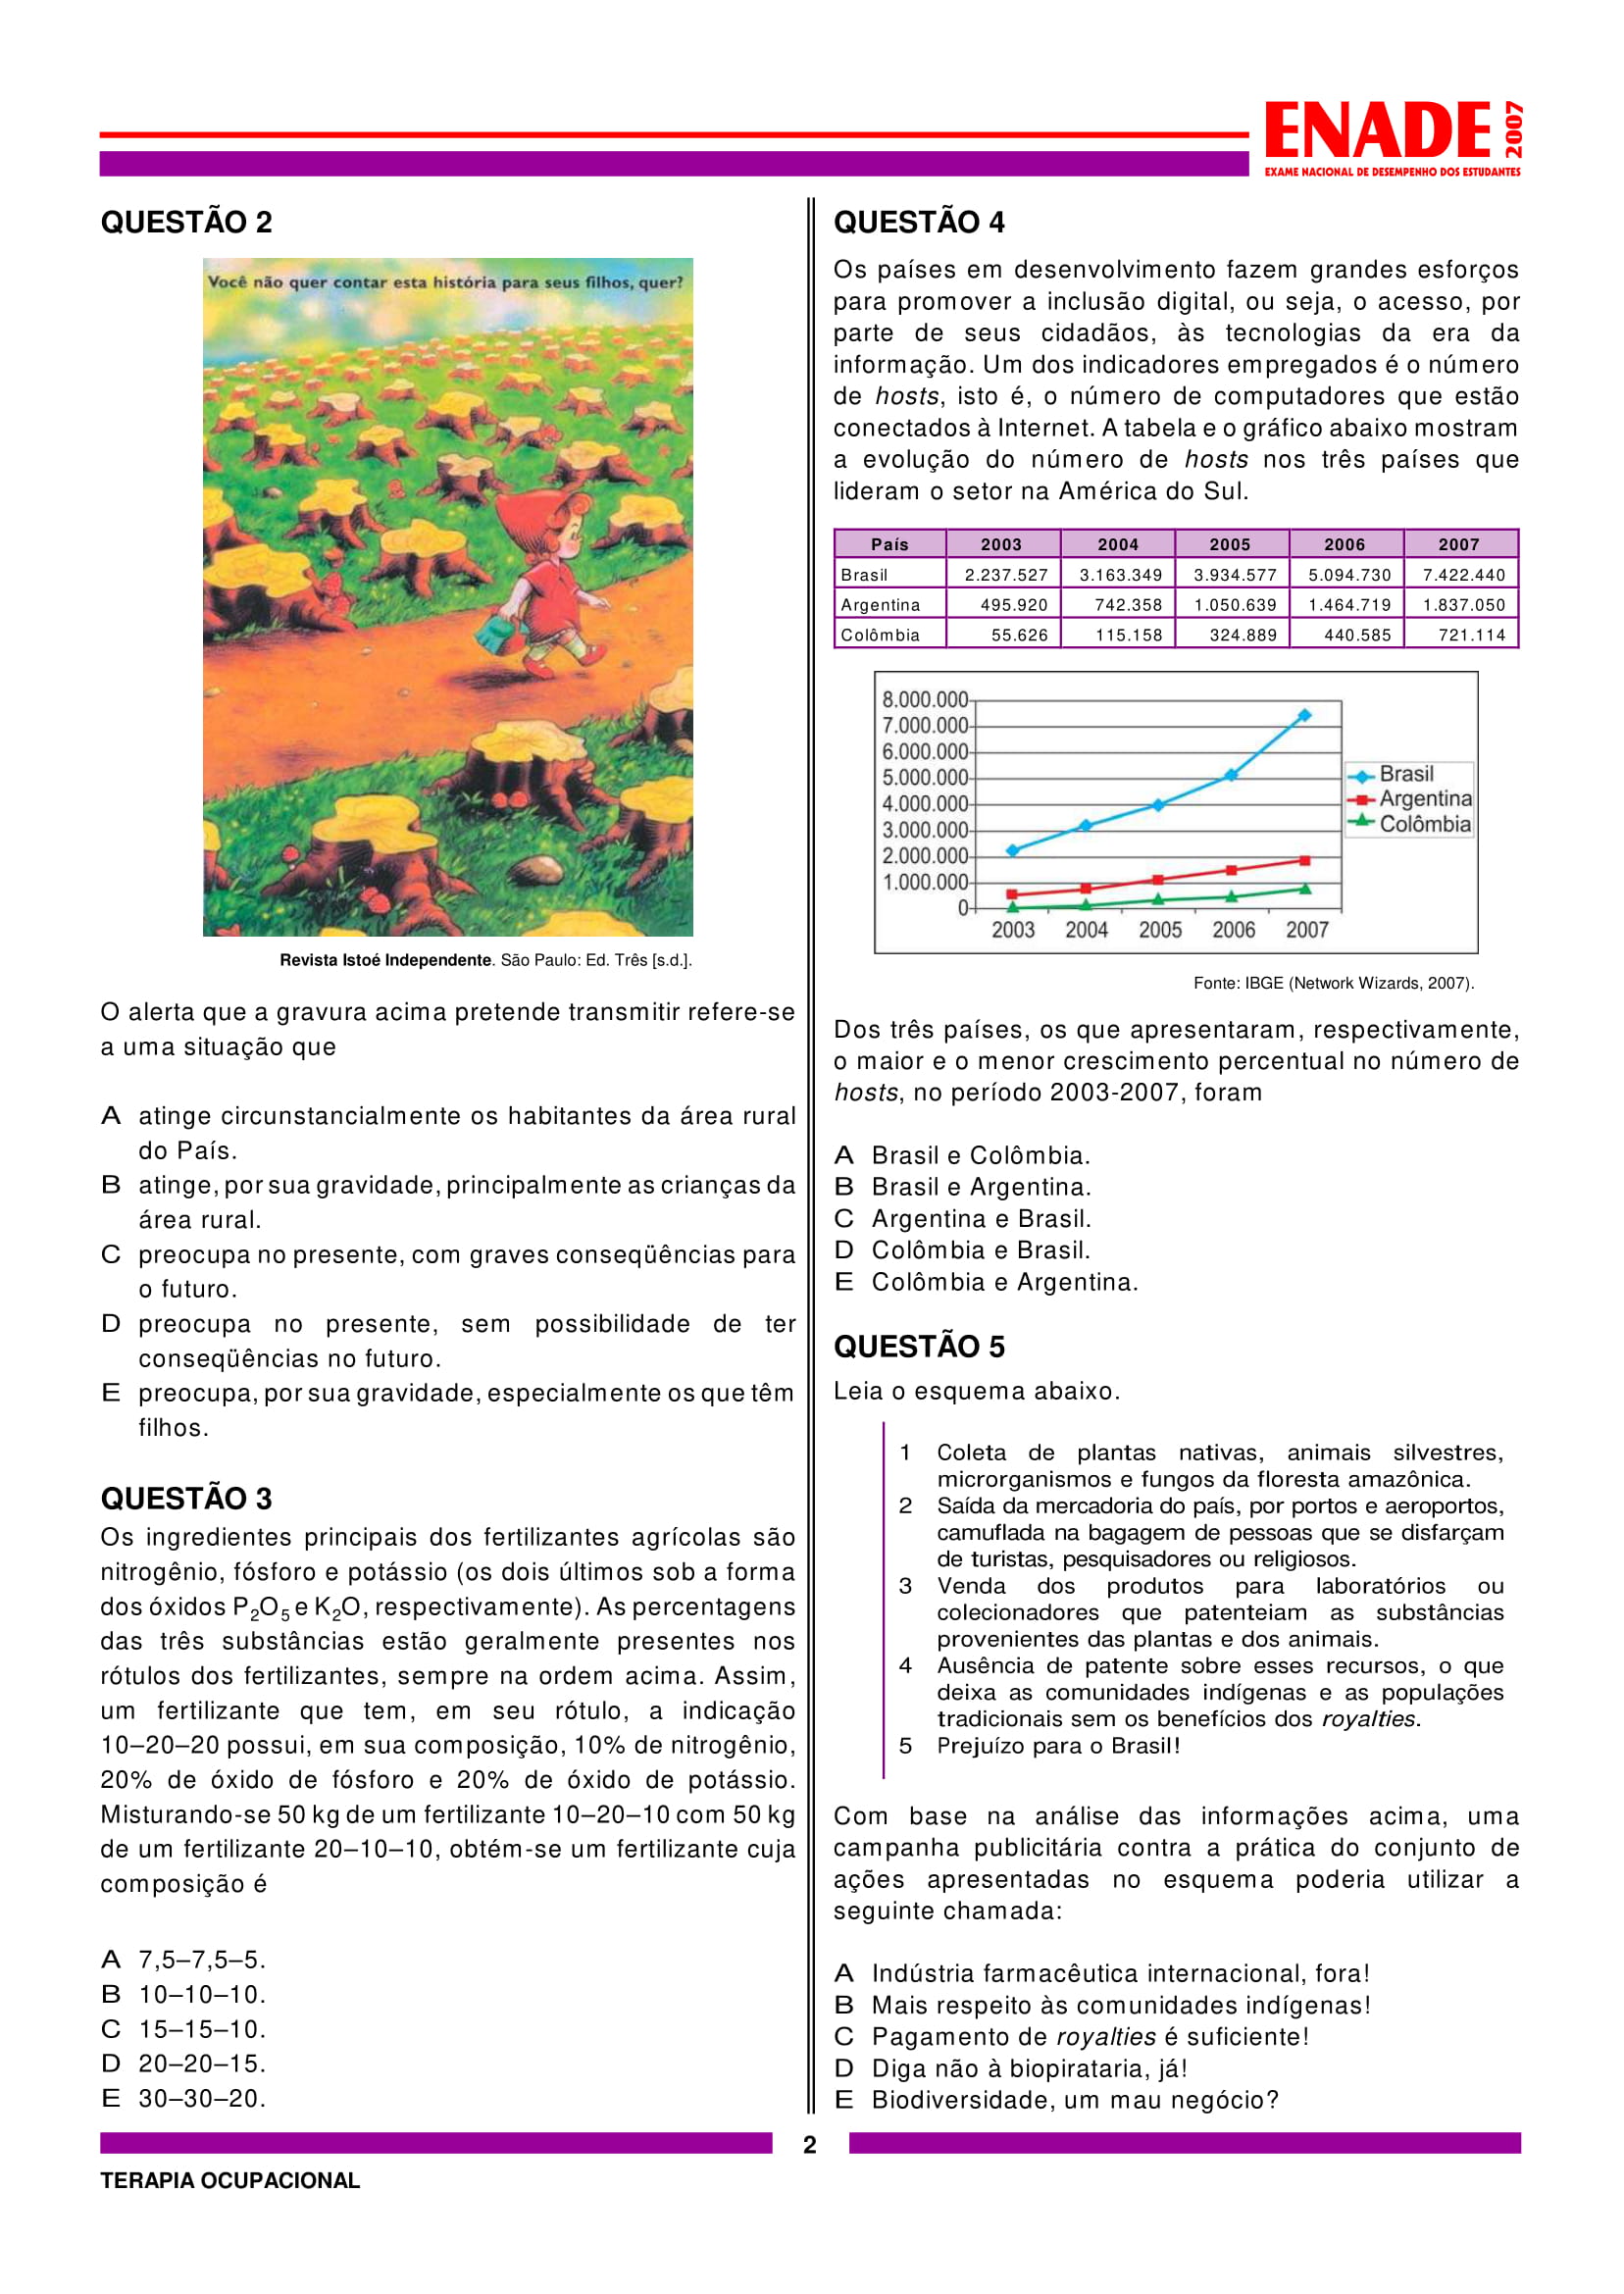 ENADE 2007
EXAME NACIONAL DE DESEMPENHO DOS ESTUDANTES
QUESTÃO 2
Você não quer contar esta história para seus filhos, quer?
Revista Istoé Independente. São Paulo: Ed. Três [s.d.].
O alerta que a gravura acima pretende transmitir refere-se
a uma situação que
A atinge circunstancialmente os habitantes da área rural
do País.
B atinge, por sua gravidade, principalmente as crianças da
área rural.
C preocupa no presente, com graves conseqüências para
o futuro.
D preocupa no presente, sem possibilidade de ter
conseqüências no futuro.
E preocupa, por sua gravidade, especialmente os que têm
filhos.
QUESTÃO 3
Os ingredientes principais dos fertilizantes agrícolas são
nitrogênio, fósforo e potássio (os dois últimos sob a forma
dos óxidos P₂O₅ e K₂O, respectivamente). As percentagens
das três substâncias estão geralmente presentes nos
rótulos dos fertilizantes, sempre na ordem acima. Assim,
um fertilizante que tem, em seu rótulo, a indicação
10–20–20 possui, em sua composição, 10% de nitrogênio,
20% de óxido de fósforo e 20% de óxido de potássio.
Misturando-se 50 kg de um fertilizante 10–20–10 com 50 kg
de um fertilizante 20–10–10, obtém-se um fertilizante cuja
composição é
A 7,5–7,5–5.
B 10–10–10.
C 15–15–10.
D 20–20–15.
E 30–30–20.
QUESTÃO 4
Os países em desenvolvimento fazem grandes esforços
para promover a inclusão digital, ou seja, o acesso, por
parte de seus cidadãos, às tecnologias da era da
informação. Um dos indicadores empregados é o número
de hosts, isto é, o número de computadores que estão
conectados à Internet. A tabela e o gráfico abaixo mostram
a evolução do número de hosts nos três países que
lideram o setor na América do Sul.
País 2003 2004 2005 2006 2007
Brasil 2.237.527 3.163.349 3.934.577 5.094.730 7.422.440
Argentina 495.920 742.358 1.050.639 1.464.719 1.837.050
Colômbia 55.626 115.158 324.889 440.585 721.114
8.000.000
7.000.000
6.000.000
5.000.000
4.000.000
3.000.000
2.000.000
1.000.000
0
2003 2004 2005 2006 2007
Brasil
Argentina
Colômbia
Fonte: IBGE (Network Wizards, 2007).
Dos três países, os que apresentaram, respectivamente,
o maior e o menor crescimento percentual no número de
hosts, no período 2003-2007, foram
A Brasil e Colômbia.
B Brasil e Argentina.
C Argentina e Brasil.
D Colômbia e Brasil.
E Colômbia e Argentina.
QUESTÃO 5
Leia o esquema abaixo.
1 Coleta de plantas nativas, animais silvestres,
microrganismos e fungos da floresta amazônica.
2 Saída da mercadoria do país, por portos e aeroportos,
camuflada na bagagem de pessoas que se disfarçam
de turistas, pesquisadores ou religiosos.
3 Venda dos produtos para laboratórios ou
colecionadores que patenteiam as substâncias
provenientes das plantas e dos animais.
4 Ausência de patente sobre esses recursos, o que
deixa as comunidades indígenas e as populações
tradicionais sem os benefícios dos royalties.
5 Prejuízo para o Brasil!
Com base na análise das informações acima, uma
campanha publicitária contra a prática do conjunto de
ações apresentadas no esquema poderia utilizar a
seguinte chamada:
A Indústria farmacêutica internacional, fora!
B Mais respeito às comunidades indígenas!
C Pagamento de royalties é suficiente!
D Diga não à biopirataria, já!
E Biodiversidade, um mau negócio?
2
TERAPIA OCUPACIONAL